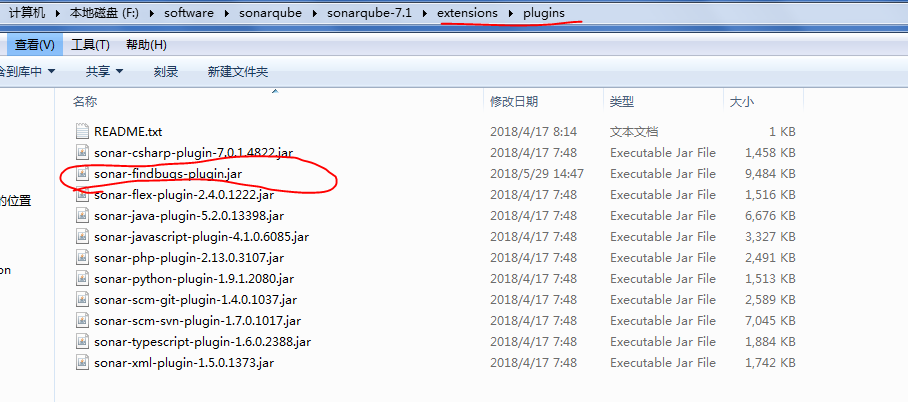 计算机 本地磁盘 (F:) software sonarqube sonarqube-7.1 extensions plugins
查看(V) 工具(T) 帮助(H)
含到库中 共享 刻录 新建文件夹
名称 修改日期 类型 大小
README.txt 2018/4/17 8:14 文本文档 1 KB
sonar-csharp-plugin-7.0.1.4822.jar 2018/4/17 7:48 Executable Jar File 1,458 KB
sonar-findbugs-plugin.jar 2018/5/29 14:47 Executable Jar File 9,484 KB
sonar-flex-plugin-2.4.0.1222.jar 2018/4/17 7:48 Executable Jar File 1,516 KB
的位置
sonar-java-plugin-5.2.0.13398.jar 2018/4/17 7:48 Executable Jar File 6,676 KB
sonar-javascript-plugin-4.1.0.6085.jar 2018/4/17 7:48 Executable Jar File 3,327 KB
sonar-php-plugin-2.13.0.3107.jar 2018/4/17 7:48 Executable Jar File 2,491 KB
on
sonar-python-plugin-1.9.1.2080.jar 2018/4/17 7:48 Executable Jar File 1,513 KB
sonar-scm-git-plugin-1.4.0.1037.jar 2018/4/17 7:48 Executable Jar File 2,589 KB
sonar-scm-svn-plugin-1.7.0.1017.jar 2018/4/17 7:48 Executable Jar File 7,045 KB
sonar-typescript-plugin-1.6.0.2388.jar 2018/4/17 7:48 Executable Jar File 1,884 KB
sonar-xml-plugin-1.5.0.1373.jar 2018/4/17 7:48 Executable Jar File 1,742 KB